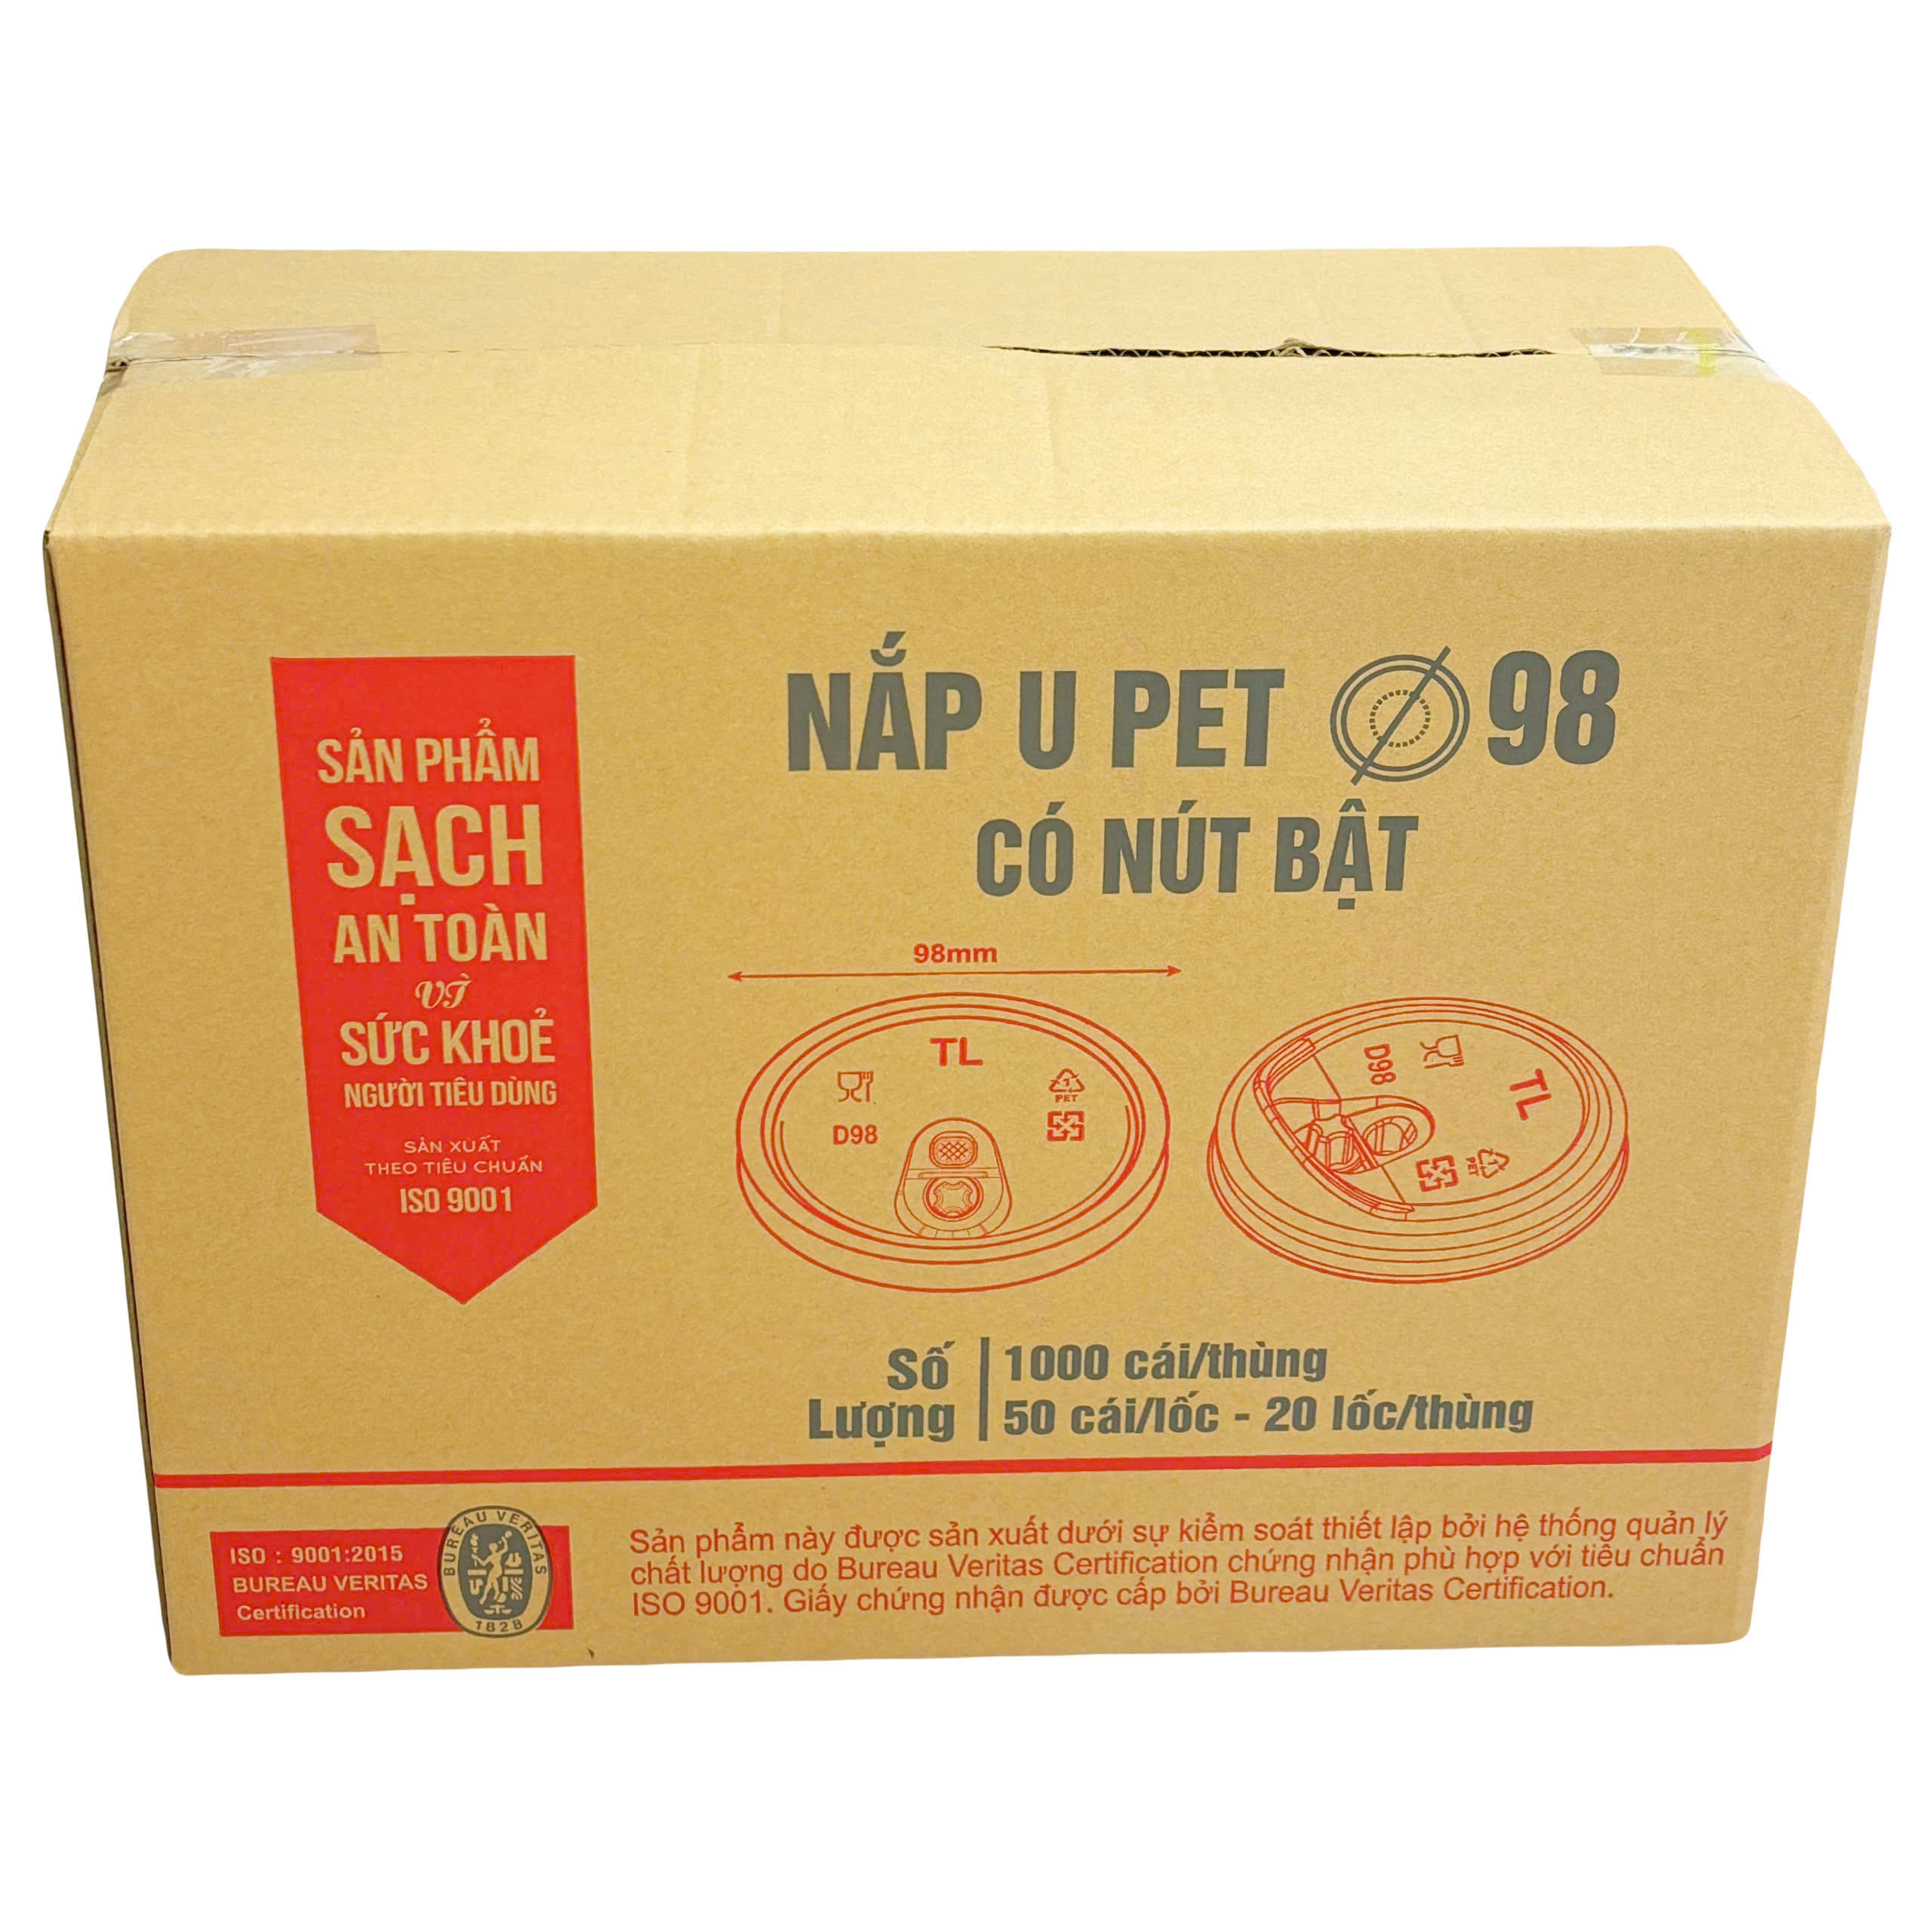 SẢN PHẨM
SẠCH
AN TOÀN
VÌ
SỨC KHOẺ
NGƯỜI TIÊU DÙNG
SẢN XUẤT
THEO TIÊU CHUẨN
ISO 9001
NẮP U PET Ø 98
CÓ NÚT BẬT
98mm
TL
D98
1
PET
TL
D98
1
PET
Số Lượng
1000 cái/thùng
50 cái/lốc - 20 lốc/thùng
ISO : 9001:2015
BUREAU VERITAS
Certification
BUREAU VERITAS
1828
Sản phẩm này được sản xuất dưới sự kiểm soát thiết lập bởi hệ thống quản lý
chất lượng do Bureau Veritas Certification chứng nhận phù hợp với tiêu chuẩn
ISO 9001. Giấy chứng nhận được cấp bởi Bureau Veritas Certification.